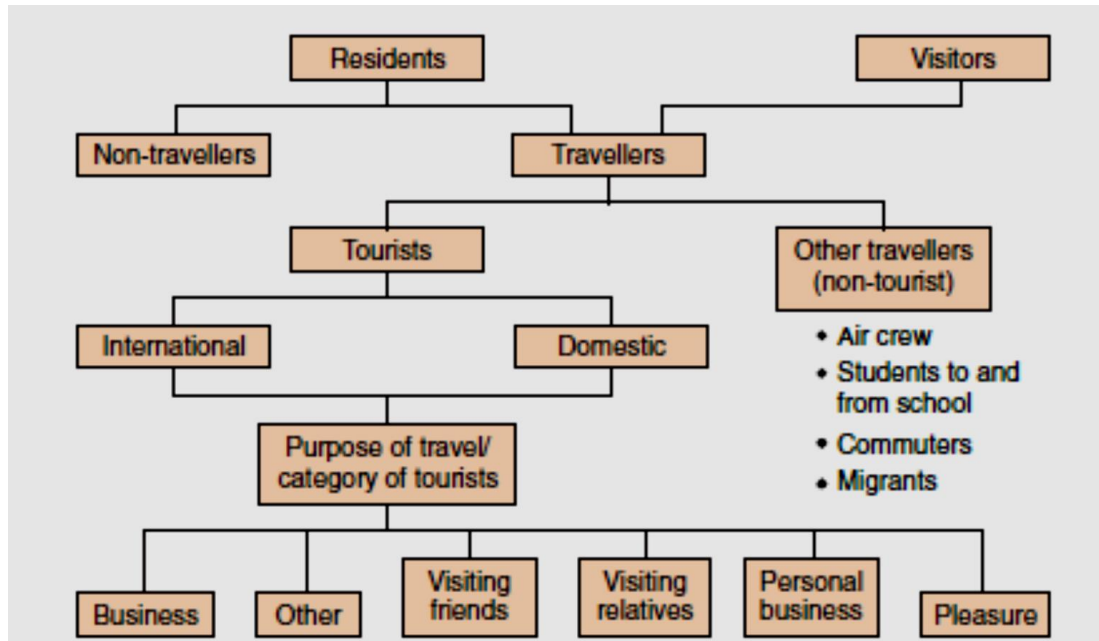 Residents
Visitors
Non-travellers
Travellers
Tourists
Other travellers
(non-tourist)
International
Domestic
• Air crew
• Students to and
from school
• Commuters
• Migrants
Purpose of travel/
category of tourists
Business
Other
Visiting
friends
Visiting
relatives
Personal
business
Pleasure